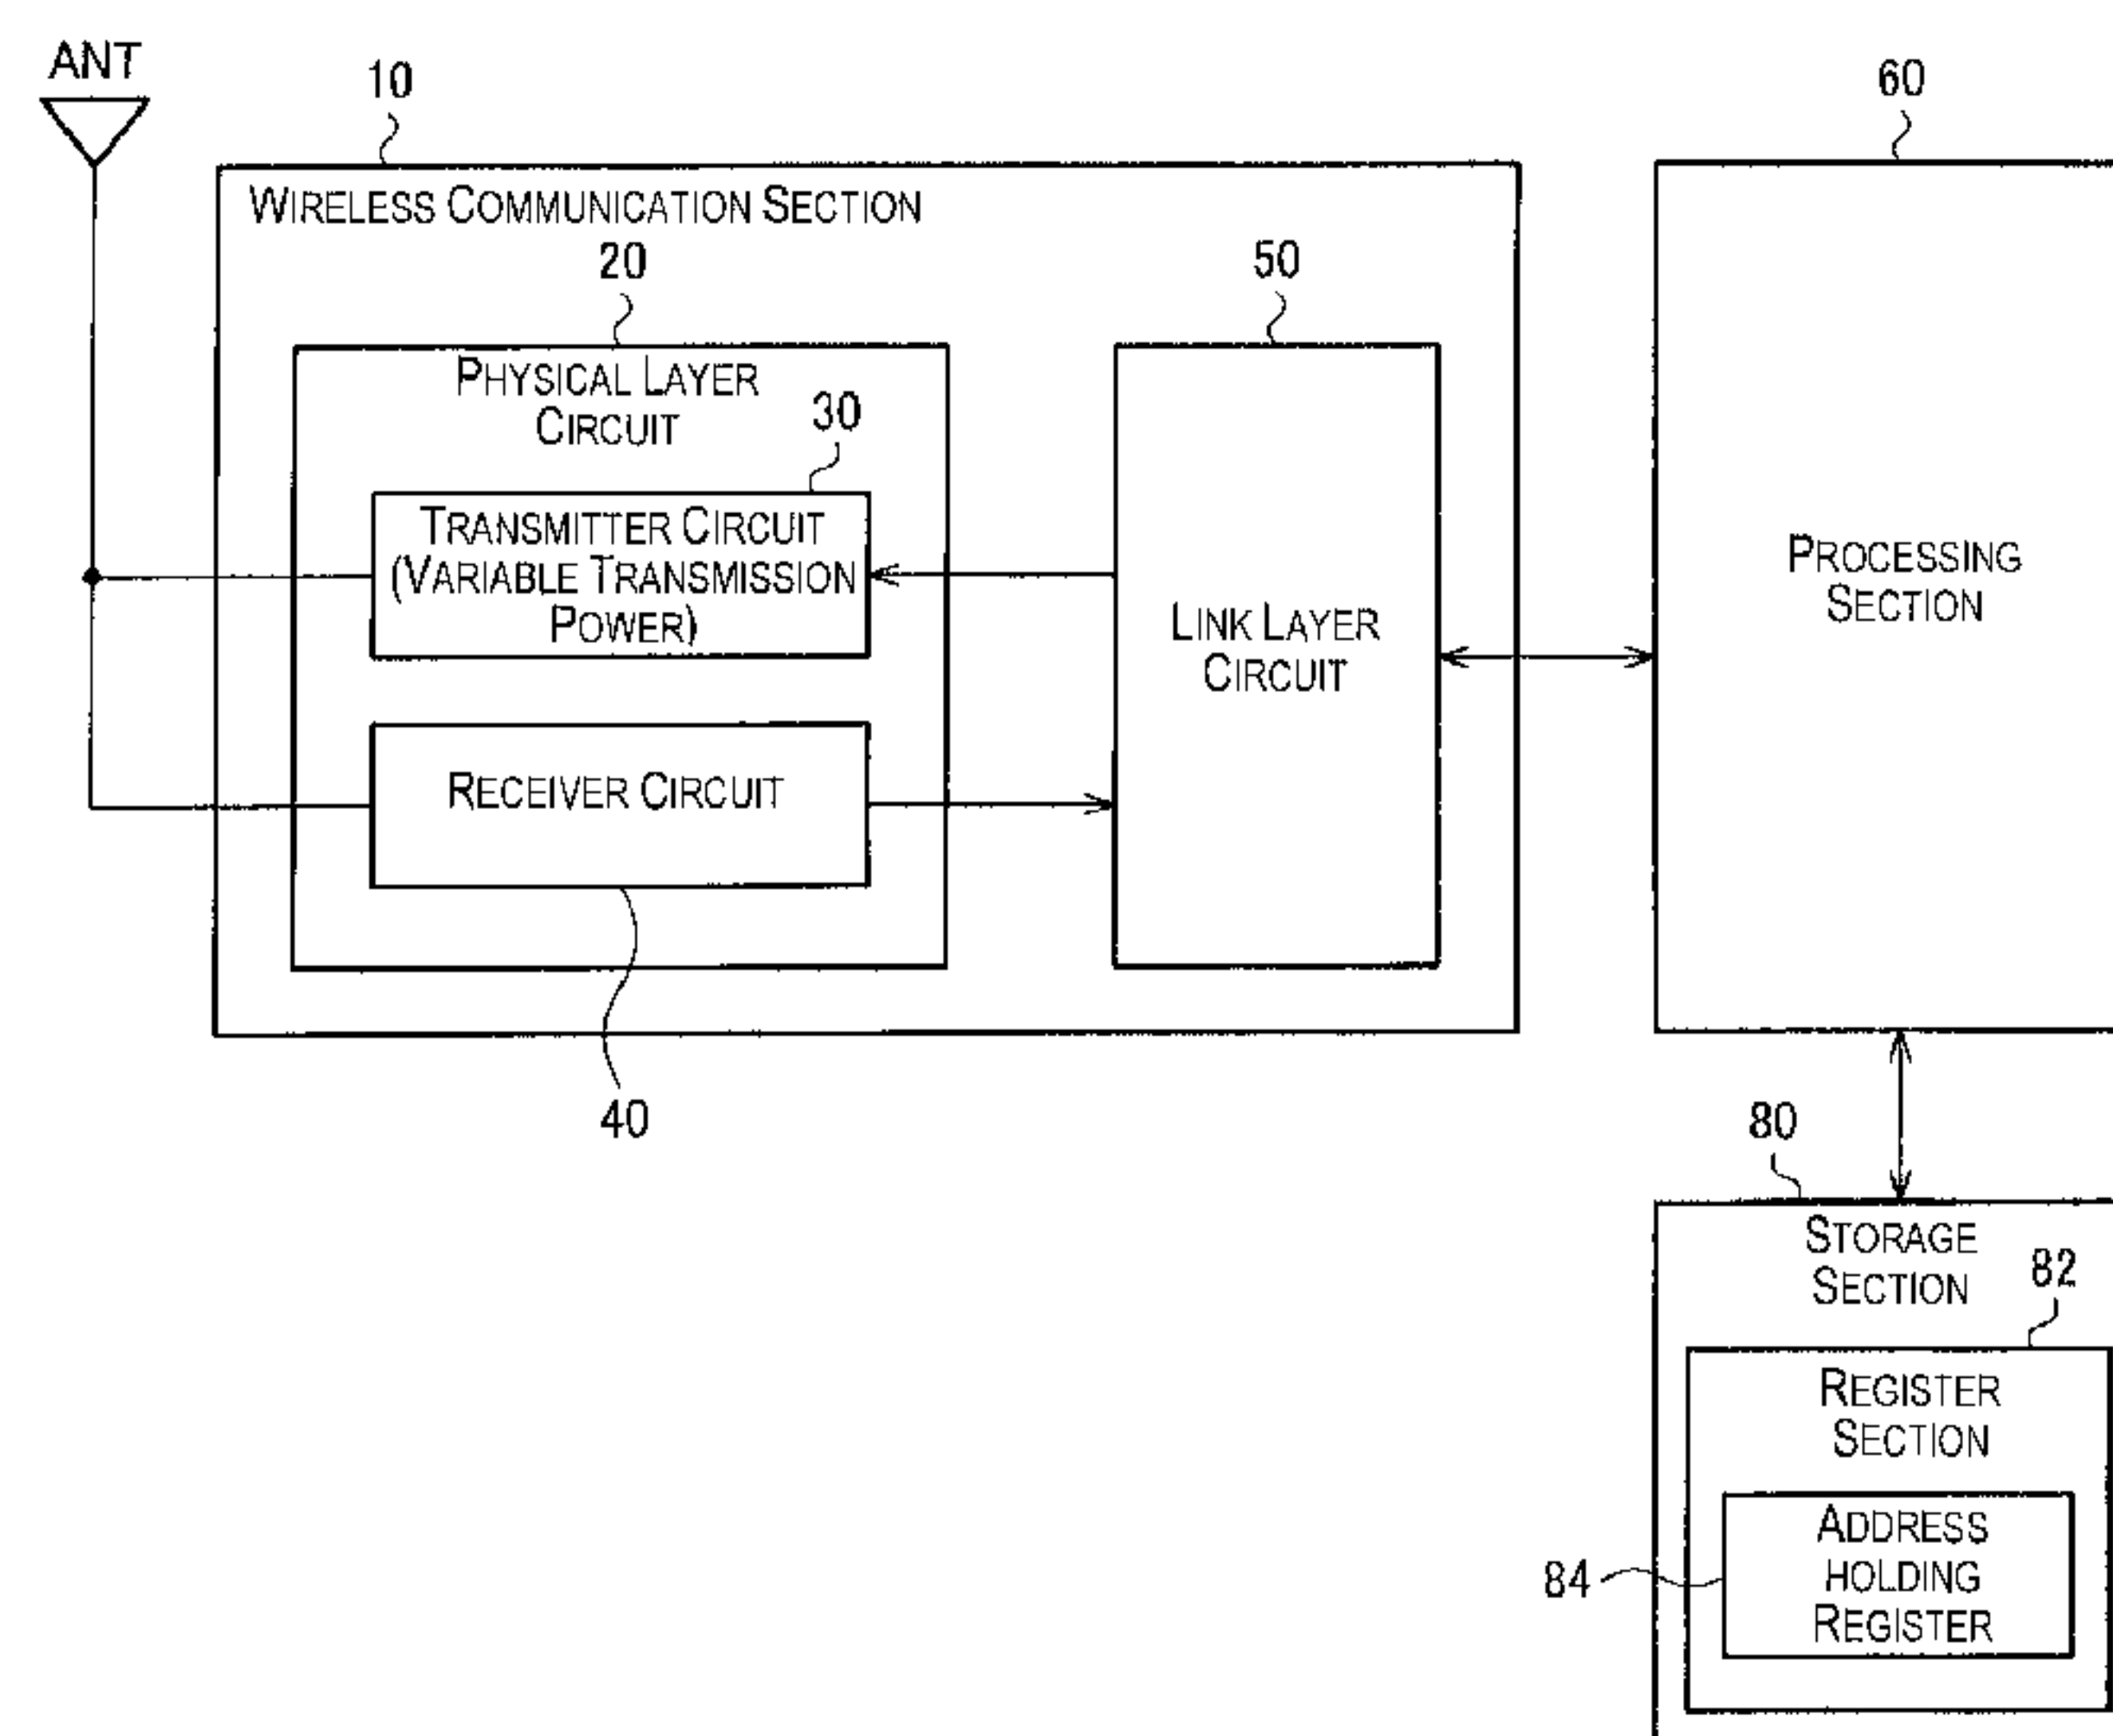 ANT
10
60
WIRELESS COMMUNICATION SECTION
20
50
PHYSICAL LAYER
CIRCUIT
30
TRANSMITTER CIRCUIT
(VARIABLE TRANSMISSION
POWER)
LINK LAYER
CIRCUIT
PROCESSING
SECTION
RECEIVER CIRCUIT
40
80
STORAGE
SECTION
82
REGISTER
SECTION
84
ADDRESS
HOLDING
REGISTER